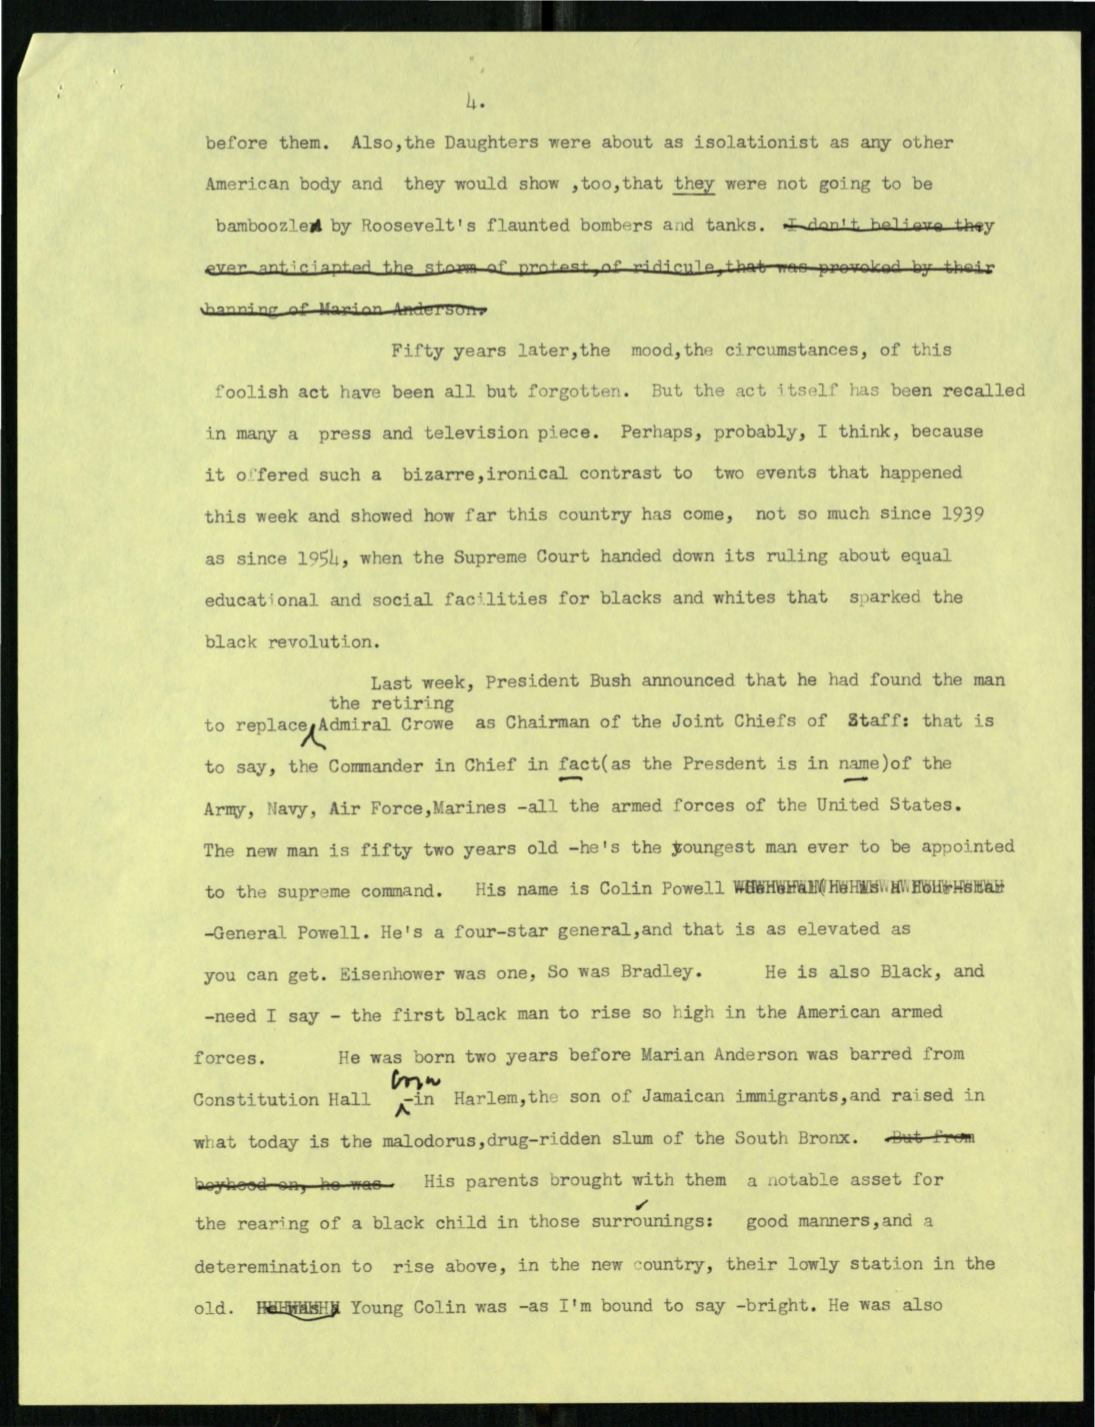 4.
before them.  Also,the Daughters were about as isolationist as any other
American body and  they would show ,too,that they were not going to be
bamboozled by Roosevelt's flaunted bombers and tanks.  I don't believe they
ever anticiapted the storm of protest,of ridicule,that was provoked by their
banning of Marion Anderson.
Fifty years later,the  mood,the circumstances, of this
foolish act have been all but forgotten.  But the act itself has been recalled
in many a  press and television piece.  Perhaps, probably, I think, because
it offered such a  bizarre,ironical contrast to  two events that happened
this week and showed how far this country has come,  not so much since 1939
as since 1954, when the Supreme Court handed down its ruling about equal
educational and social facilities for blacks and whites that  sparked the
black revolution.
Last week, President Bush announced that he had found the man
the retiring
to replace Admiral Crowe  as Chairman of the Joint Chiefs of Staff: that is
to say, the Commander in Chief in fact(as the Presdent is in name)of the
Army, Navy, Air Force,Marines -all the armed forces of the United States.
The new man is fifty two years old -he's the youngest man ever to be appointed
to the supreme command.   His name is Colin Powell General(He is a four-star
-General Powell. He's a four-star general,and that is as elevated as
you can get. Eisenhower was one, So was Bradley.      He is also Black, and
-need I say - the first black man to rise so high in the American armed
forces.       He was born two years before Marian Anderson was barred from
born
Constitution Hall   -in  Harlem,the son of Jamaican immigrants,and raised in
what today is the malodorus,drug-ridden slum of the South Bronx.   But from
boyhood on, he was   His parents brought with them  a notable asset for
the rearing of a black child in those surrounings:   good manners,and a
deteremination to  rise above, in the new country, their lowly station in the
old.  He was Young Colin was -as I'm bound to say -bright. He was also